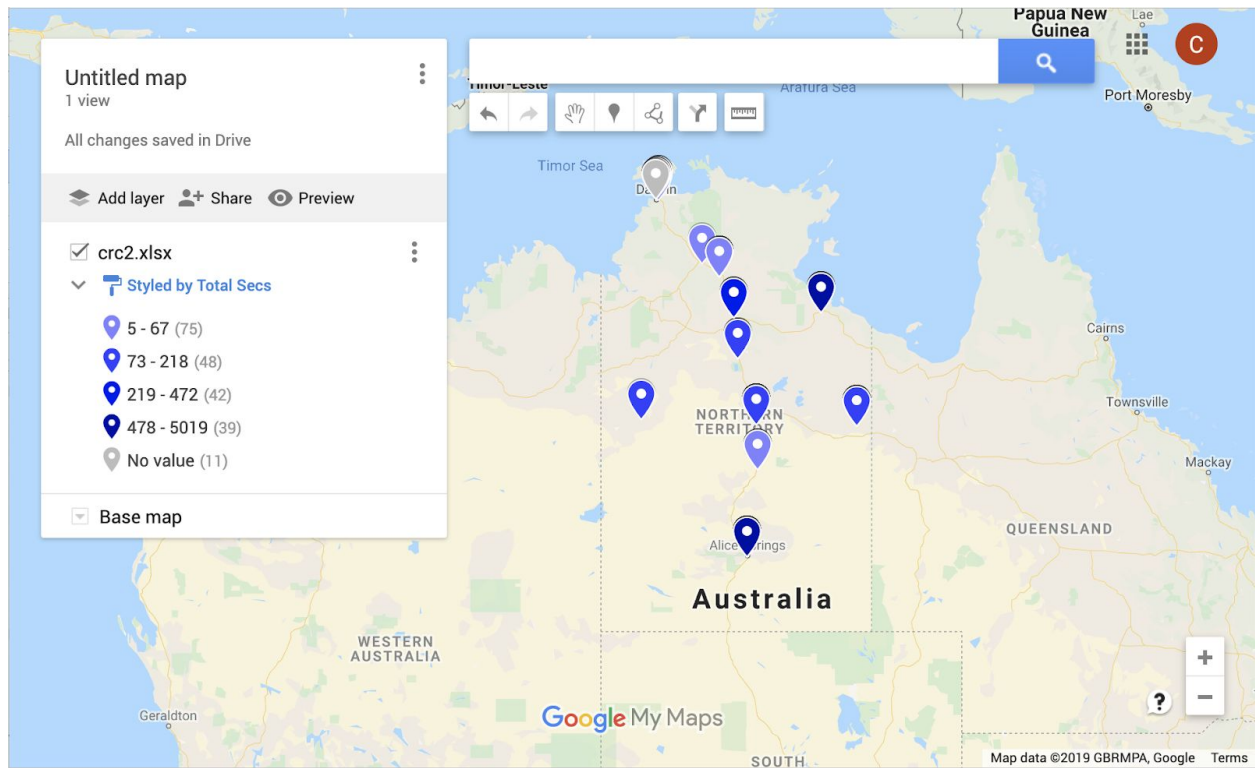 Untitled map
1 view
All changes saved in Drive
Add layer
Share
Preview
crc2.xlsx
Styled by Total Secs
5 - 67 (75)
73 - 218 (48)
219 - 472 (42)
478 - 5019 (39)
No value (11)
Base map
Papua New
Guinea
Lae
C
Timor-Leste
Arafura Sea
Port Moresby
Timor Sea
Cairns
Townsville
NORTHERN
TERRITORY
Mackay
QUEENSLAND
Alice Springs
Australia
WESTERN
AUSTRALIA
Geraldton
Google My Maps
+
−
?
SOUTH
Map data ©2019 GBRMPA, Google
Terms